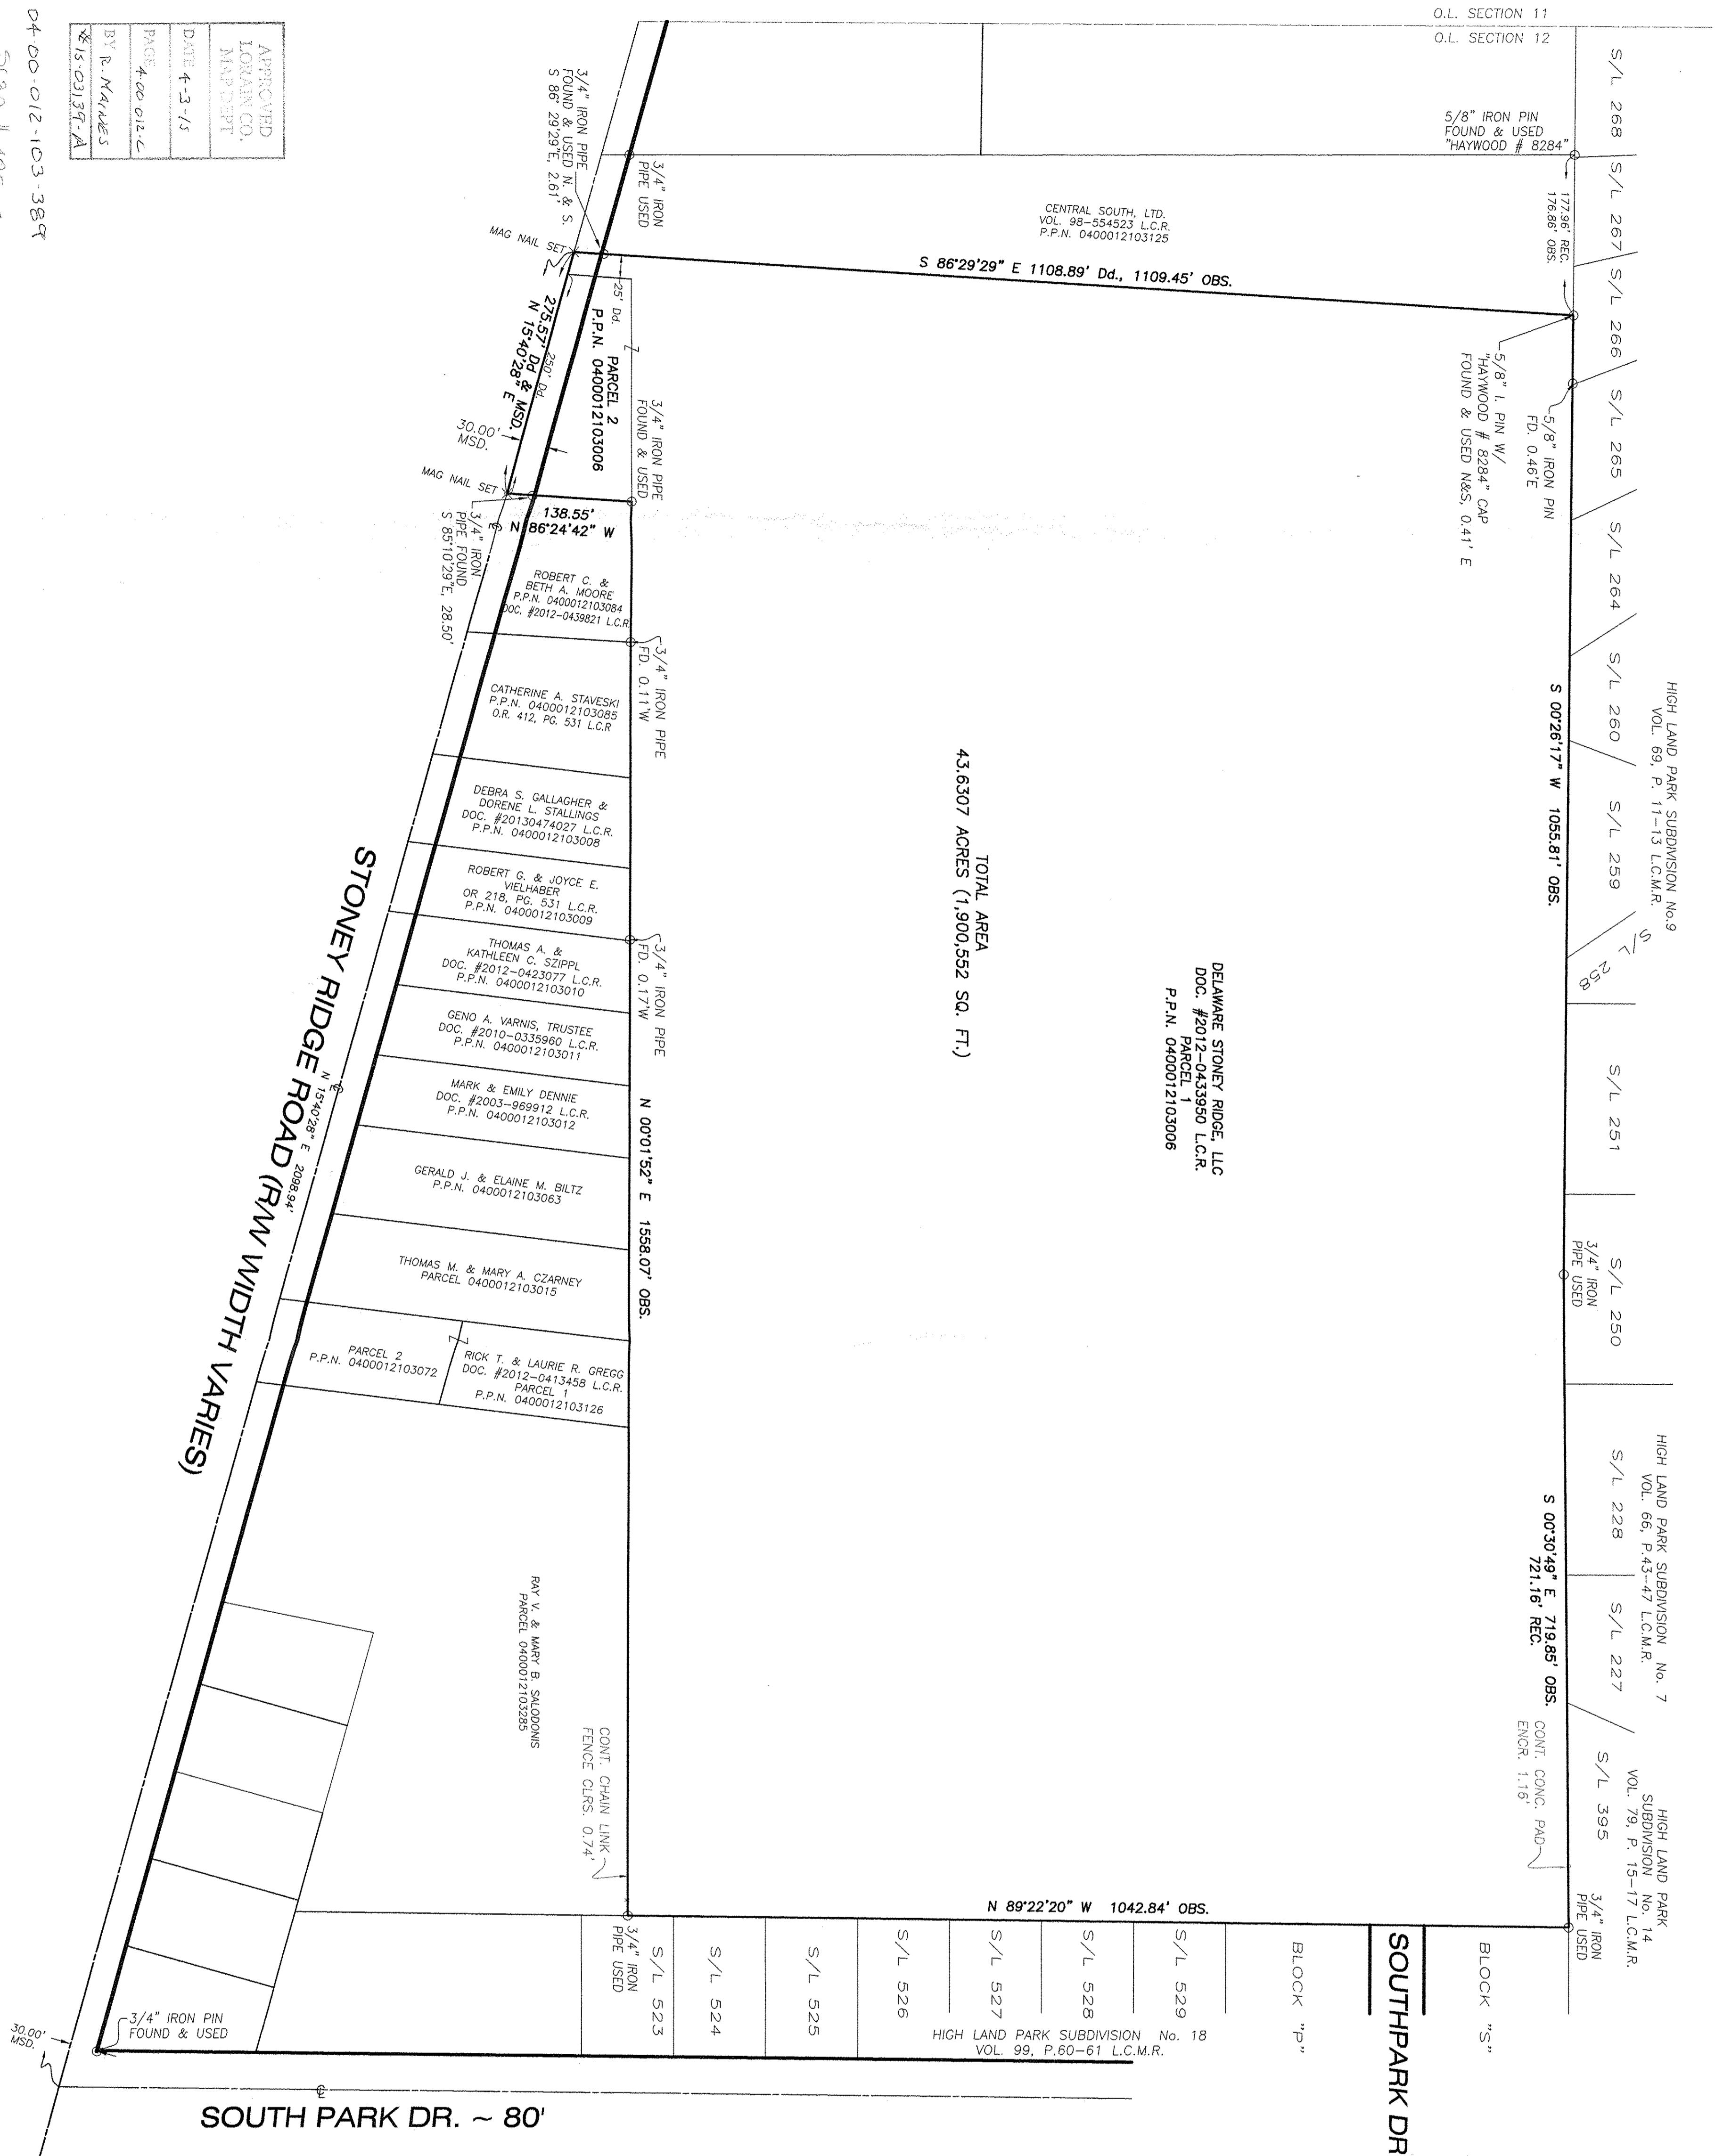 O.L. SECTION 11
O.L. SECTION 12
S/L 268
S/L 267
S/L 266
S/L 265
S/L 264
S/L 260
S/L 259
S/L 258
S/L 251
S/L 250
S/L 228
S/L 227
S/L 395
HIGH LAND PARK SUBDIVISION No.9
VOL. 69, P. 11-13 L.C.M.R.
HIGH LAND PARK SUBDIVISION No. 7
VOL. 66, P.43-47 L.C.M.R.
HIGH LAND PARK
SUBDIVISION No. 14
VOL. 79, P. 15-17 L.C.M.R.
5/8" IRON PIN
FOUND & USED
"HAYWOOD # 8284"
177.96' REC.
176.86' OBS.
5/8" IRON PIN
FD. 0.46'E
5/8" I. PIN W/
"HAYWOOD # 8284" CAP
FOUND & USED N&S, 0.41' E
S 00°26'17" W 1055.81' OBS.
3/4" IRON
PIPE USED
S 00°30'49" E 719.85' OBS.
721.16' REC.
CONT. CONC. PAD
ENCR. 1.16'
3/4" IRON
PIPE USED
CENTRAL SOUTH, LTD.
VOL. 98-554523 L.C.R.
P.P.N. 0400012103125
S 86°29'29" E 1108.89' Dd., 1109.45' OBS.
APPROVED
LORAIN CO.
MAP DEPT
DATE 4-3-15
PAGE 4-00 012-C
BY R. MAINES
#15-03139-A
04-00-012-103-389
3/4" IRON PIPE
FOUND & USED N. & S.
S 86° 29'29"E, 2.61'
3/4" IRON
PIPE USED
MAG NAIL SET
25' Dd.
PARCEL 2
P.P.N. 0400012103006
250' Dd.
275.57' Dd & MSD.
N 15°40'28" E
30.00'
MSD.
3/4" IRON PIPE
FOUND & USED
MAG NAIL SET
138.55'
N 86°24'42" W
3/4" IRON
PIPE FOUND
S 85°10'29"E, 28.50'
ROBERT C. &
BETH A. MOORE
P.P.N. 0400012103084
DOC. #2012-0439821 L.C.R.
3/4" IRON PIPE
FD. 0.11'W
CATHERINE A. STAVESKI
P.P.N. 0400012103085
O.R. 412, PG. 531 L.C.R
DEBRA S. GALLAGHER &
DORENE L. STALLINGS
DOC. #20130474027 L.C.R.
P.P.N. 0400012103008
ROBERT G. & JOYCE E.
VIELHABER
OR 218, PG. 531 L.C.R.
P.P.N. 0400012103009
3/4" IRON PIPE
FD. 0.17'W
THOMAS A. &
KATHLEEN C. SZIPPL
DOC. #2012-0423077 L.C.R.
P.P.N. 0400012103010
GENO A. VARNIS, TRUSTEE
DOC. #2010-0335960 L.C.R.
P.P.N. 0400012103011
MARK & EMILY DENNIE
DOC. #2003-969912 L.C.R.
P.P.N. 0400012103012
GERALD J. & ELAINE M. BILTZ
P.P.N. 0400012103063
THOMAS M. & MARY A. CZARNEY
PARCEL 0400012103015
PARCEL 2
P.P.N. 0400012103072
RICK T. & LAURIE R. GREGG
DOC. #2012-0413458 L.C.R.
PARCEL 1
P.P.N. 0400012103126
N 00°01'52" E 1558.07' OBS.
TOTAL AREA
43.6307 ACRES (1,900,552 SQ. FT.)
DELAWARE STONEY RIDGE, LLC
DOC. #2012-0433950 L.C.R.
PARCEL 1
P.P.N. 0400012103006
STONEY RIDGE ROAD (R/W WIDTH VARIES)
N 15°40'28" E 2098.94'
RAY V. & MARY B. SALODONIS
PARCEL 0400012103285
CONT. CHAIN LINK
FENCE CLRS. 0.74'
N 89°22'20" W 1042.84' OBS.
3/4" IRON
PIPE USED
S/L 523
S/L 524
S/L 525
S/L 526
S/L 527
S/L 528
S/L 529
BLOCK "P"
SOUTHPARK DR
BLOCK "S"
HIGH LAND PARK SUBDIVISION No. 18
VOL. 99, P.60-61 L.C.M.R.
3/4" IRON PIN
FOUND & USED
30.00'
MSD.
SOUTH PARK DR. ~ 80'